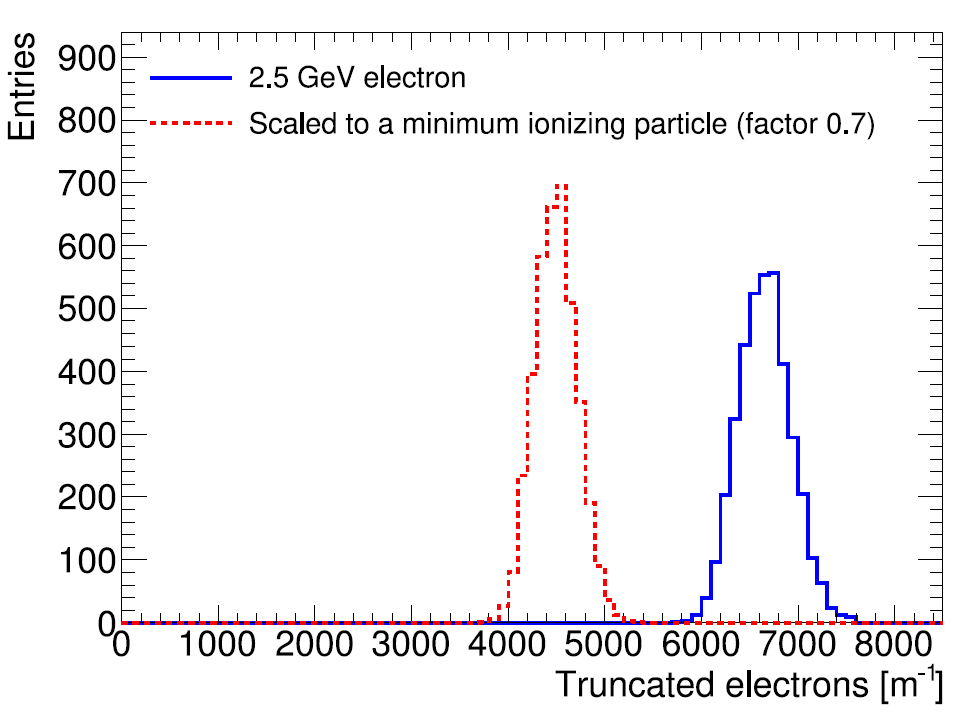 Entries
900
800
700
600
500
400
300
200
100
0
2.5 GeV electron
Scaled to a minimum ionizing particle (factor 0.7)
0 1000 2000 3000 4000 5000 6000 7000 8000
Truncated electrons [m⁻¹]